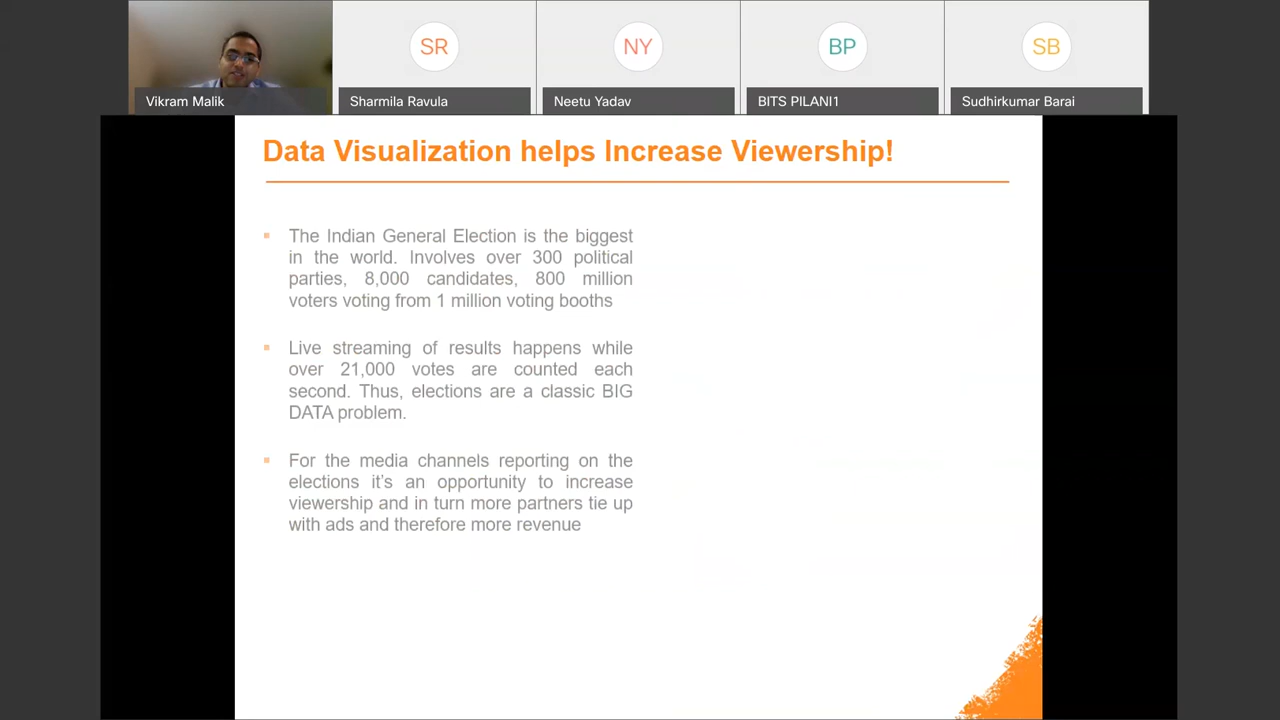 SR
NY
BP
SB
Vikram Malik
Sharmila Ravula
Neetu Yadav
BITS PILANI1
Sudhirkumar Barai
Data Visualization helps Increase Viewership!
The Indian General Election is the biggest
in the world. Involves over 300 political
parties, 8,000 candidates, 800 million
voters voting from 1 million voting booths
Live streaming of results happens while
over 21,000 votes are counted each
second. Thus, elections are a classic BIG
DATA problem.
For the media channels reporting on the
elections it's an opportunity to increase
viewership and in turn more partners tie up
with ads and therefore more revenue